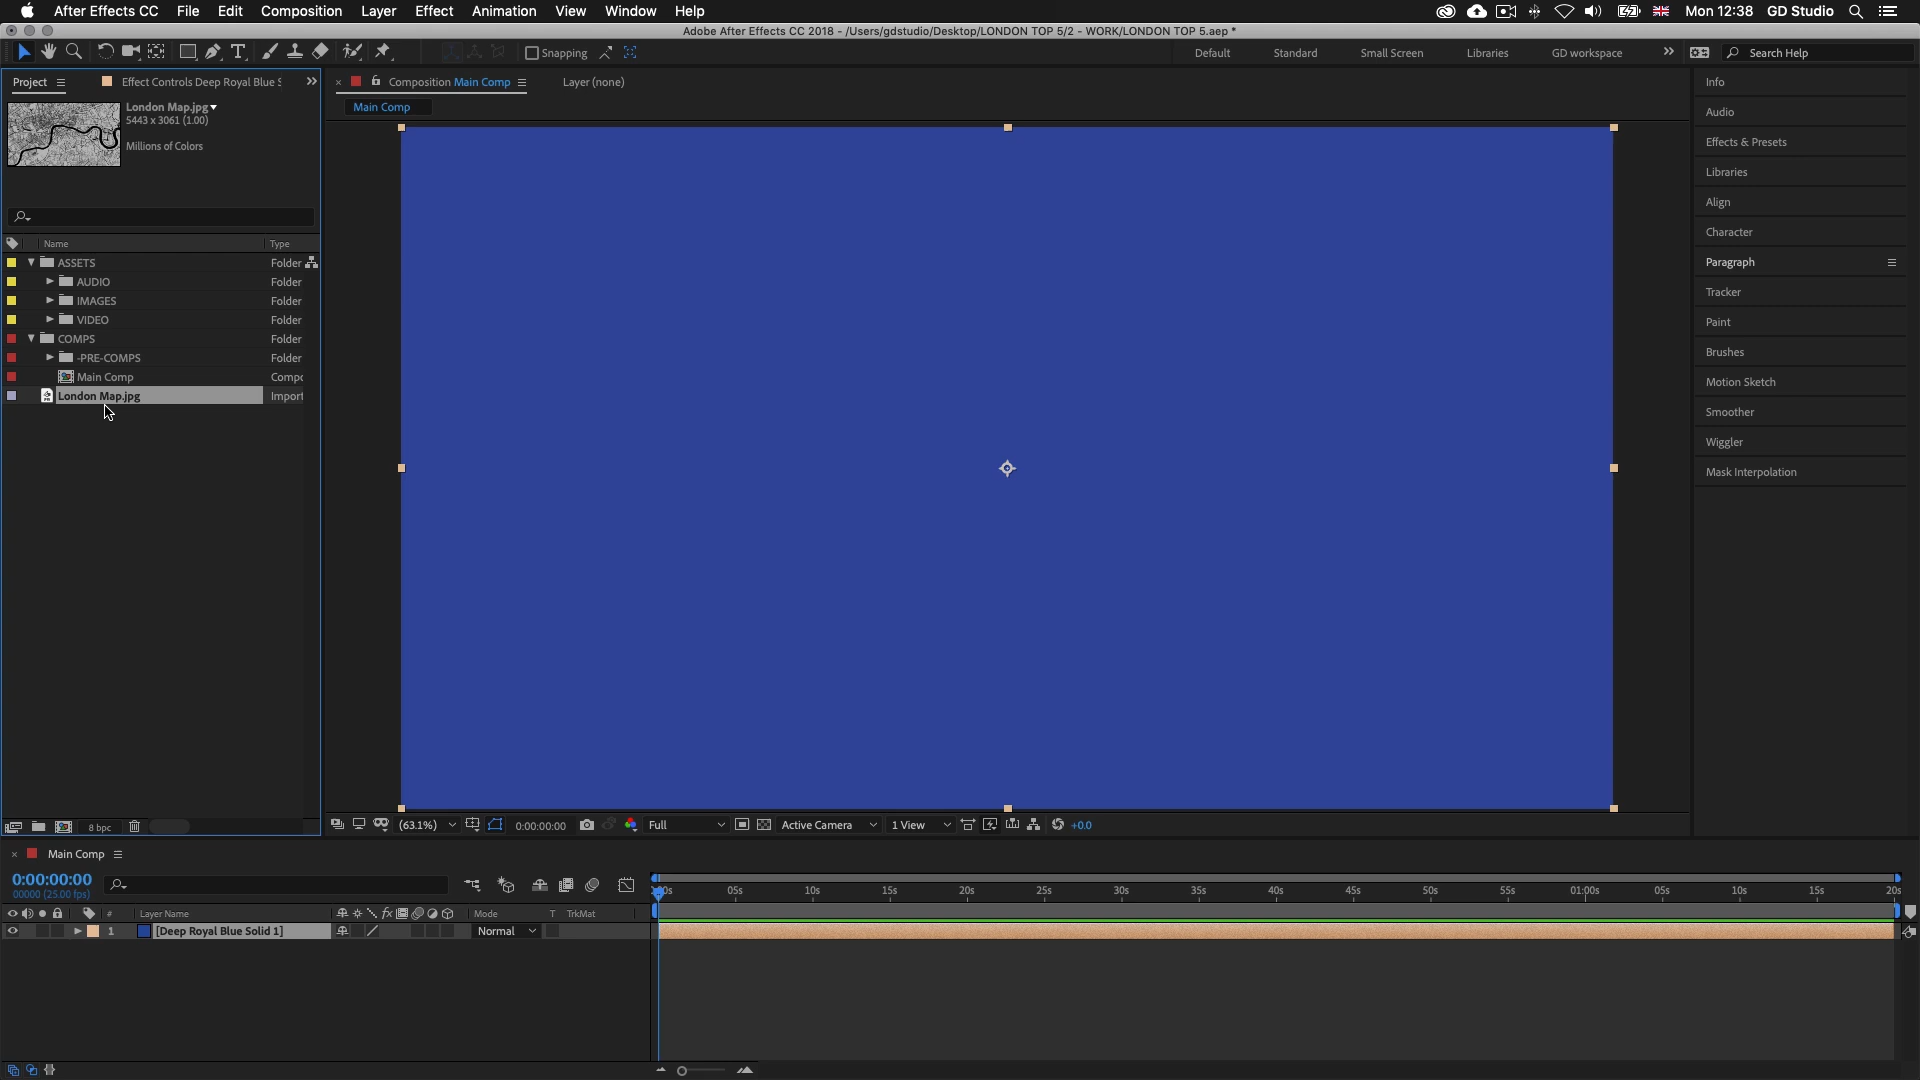 After Effects CC File Edit Composition Layer Effect Animation View Window Help Mon 12:38 GD Studio
Adobe After Effects CC 2018 - /Users/gdstudio/Desktop/LONDON TOP 5/2 - WORK/LONDON TOP 5.aep *
Snapping Default Standard Small Screen Libraries GD workspace Search Help
Project Effect Controls Deep Royal Blue S Composition Main Comp Layer (none) Info
London Map.jpg
5443 x 3061 (1.00)
Millions of Colors
Main Comp
Audio
Effects & Presets
Libraries
Align
Character
Paragraph
Tracker
Paint
Brushes
Motion Sketch
Smoother
Wiggler
Mask Interpolation
Name Type
ASSETS Folder
AUDIO Folder
IMAGES Folder
VIDEO Folder
COMPS Folder
-PRE-COMPS Folder
Main Comp Compo
London Map.jpg Import
8 bpc (63.1%) 0:00:00:00 Full Active Camera 1 View +0.0
Main Comp
0:00:00:00
00000 (25.00 fps)
05s 10s 15s 20s 25s 30s 35s 40s 45s 50s 55s 01:00s 05s 10s 15s 20s
# Layer Name fx Mode T TrkMat
1 [Deep Royal Blue Solid 1] Normal